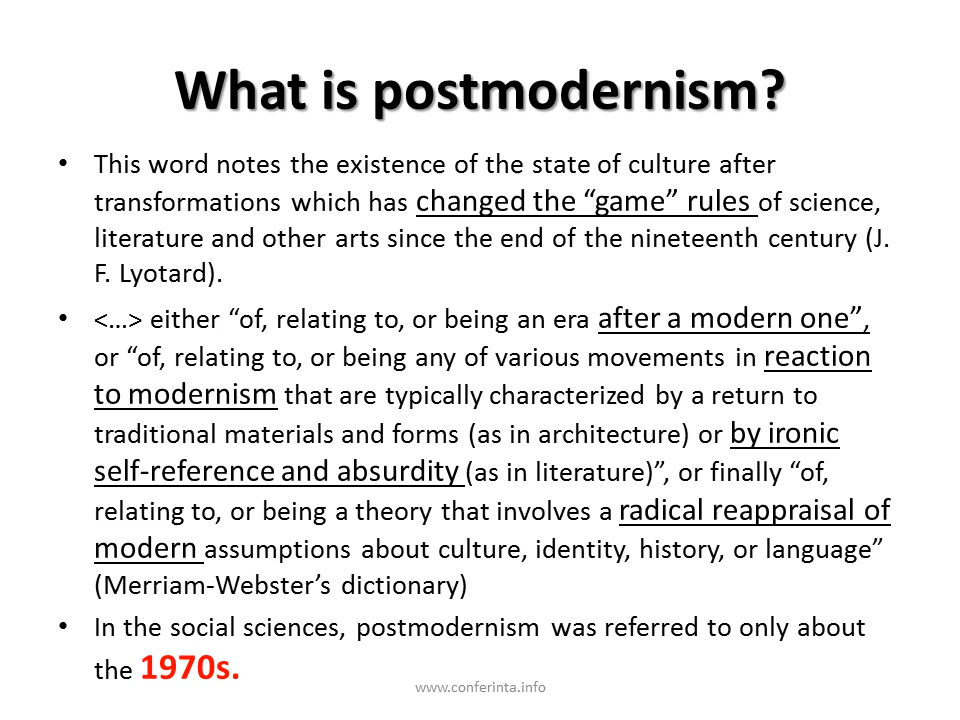 What is postmodernism?
• This word notes the existence of the state of culture after
transformations which has changed the “game” rules of science,
literature and other arts since the end of the nineteenth century (J.
F. Lyotard).
• <…> either “of, relating to, or being an era after a modern one”,
or “of, relating to, or being any of various movements in reaction
to modernism that are typically characterized by a return to
traditional materials and forms (as in architecture) or by ironic
self-reference and absurdity (as in literature)”, or finally “of,
relating to, or being a theory that involves a radical reappraisal of
modern assumptions about culture, identity, history, or language”
(Merriam-Webster’s dictionary)
• In the social sciences, postmodernism was referred to only about
the 1970s.
www.conferinta.info